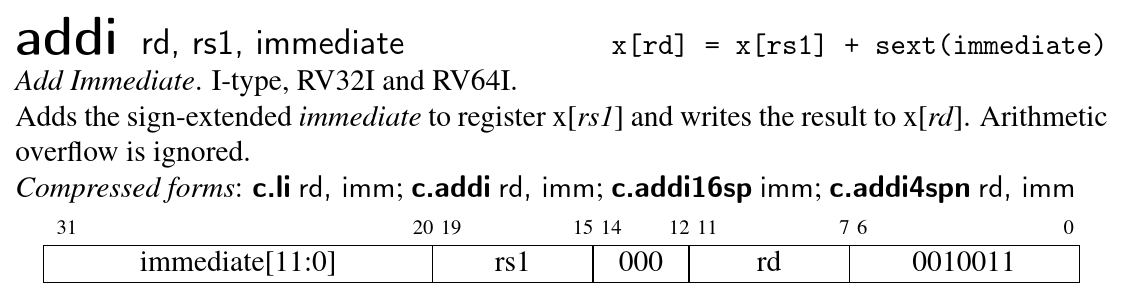 addi rd, rs1, immediate x[rd] = x[rs1] + sext(immediate)
Add Immediate. I-type, RV32I and RV64I.
Adds the sign-extended immediate to register x[rs1] and writes the result to x[rd]. Arithmetic
overflow is ignored.
Compressed forms: c.li rd, imm; c.addi rd, imm; c.addi16sp imm; c.addi4spn rd, imm
31 20 19 15 14 12 11 7 6 0
immediate[11:0] rs1 000 rd 0010011